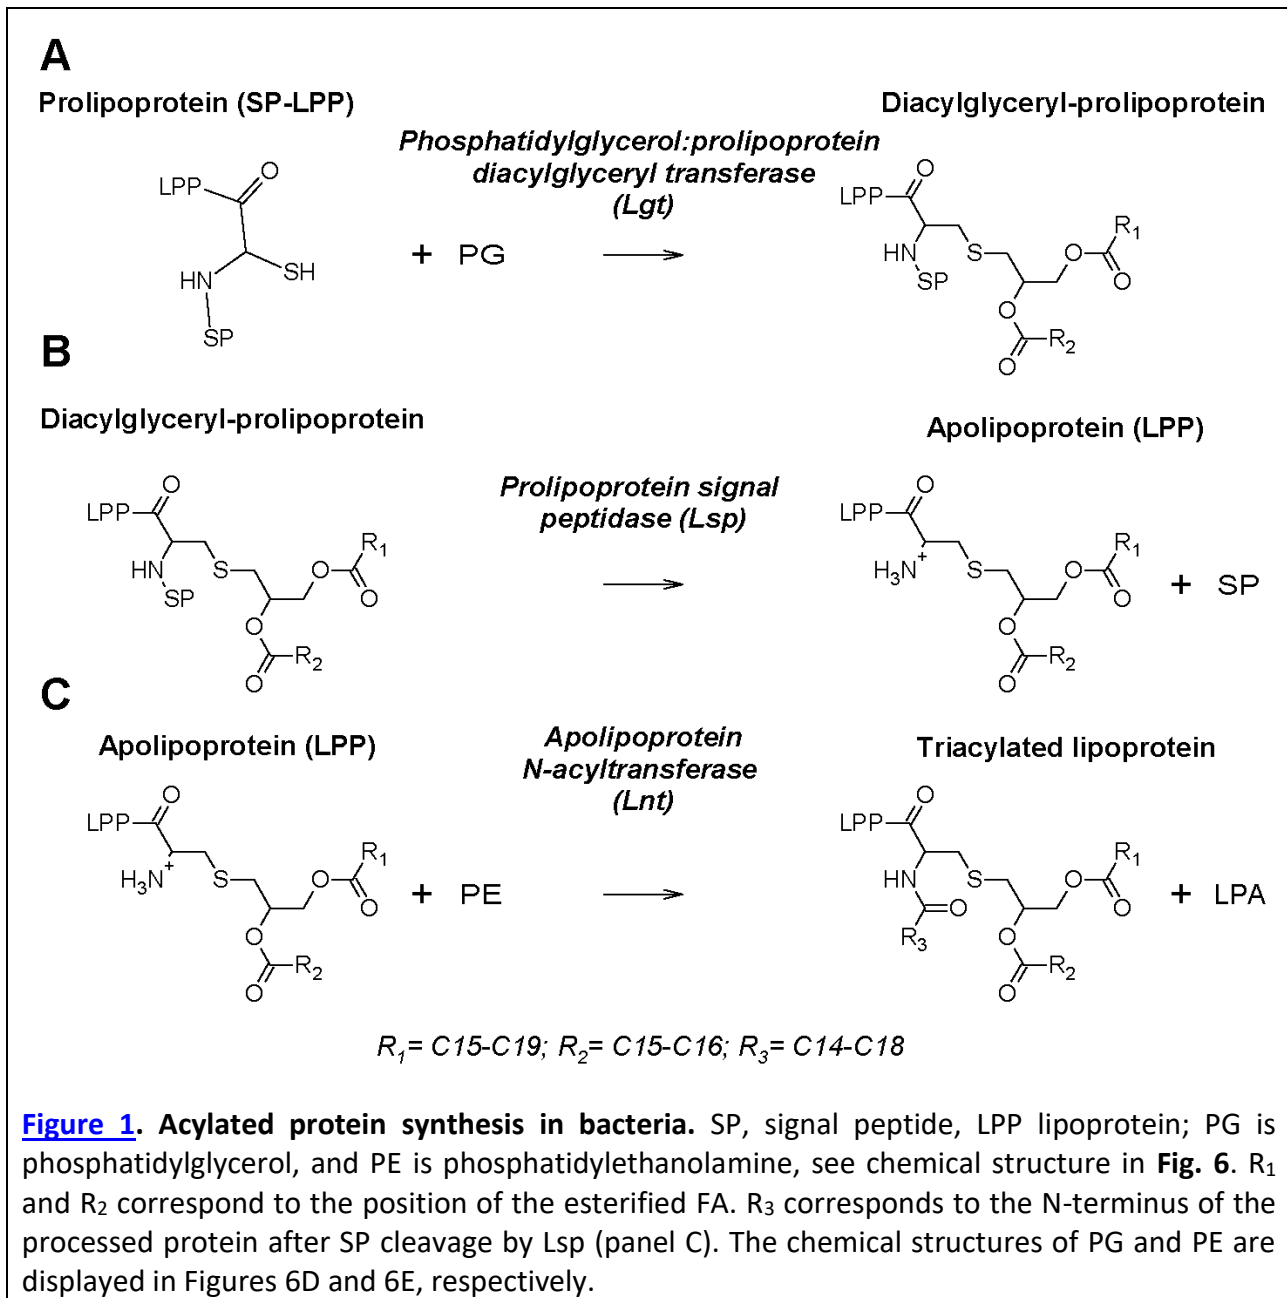 A
Prolipoprotein (SP-LPP)
Diacylglyceryl-prolipoprotein
Phosphatidylglycerol:prolipoprotein
diacylglyceryl transferase
(Lgt)
LPP
O
HN
SH
SP
+ PG
LPP
O
HN
SP
S
O
R1
O
O
R2
O
B
Diacylglyceryl-prolipoprotein
Apolipoprotein (LPP)
Prolipoprotein signal
peptidase (Lsp)
LPP
O
HN
SP
S
O
R1
O
O
R2
O
LPP
O
H3N+
S
O
R1
O
O
R2
O
+ SP
C
Apolipoprotein (LPP)
Apolipoprotein
N-acyltransferase
(Lnt)
Triacylated lipoprotein
LPP
O
H3N+
S
O
R1
O
O
R2
O
+ PE
LPP
O
HN
O
R3
S
O
R1
O
O
R2
O
+ LPA
R1= C15-C19; R2= C15-C16; R3= C14-C18
Figure 1. Acylated protein synthesis in bacteria. SP, signal peptide, LPP lipoprotein; PG is
phosphatidylglycerol, and PE is phosphatidylethanolamine, see chemical structure in Fig. 6. R1
and R2 correspond to the position of the esterified FA. R3 corresponds to the N-terminus of the
processed protein after SP cleavage by Lsp (panel C). The chemical structures of PG and PE are
displayed in Figures 6D and 6E, respectively.